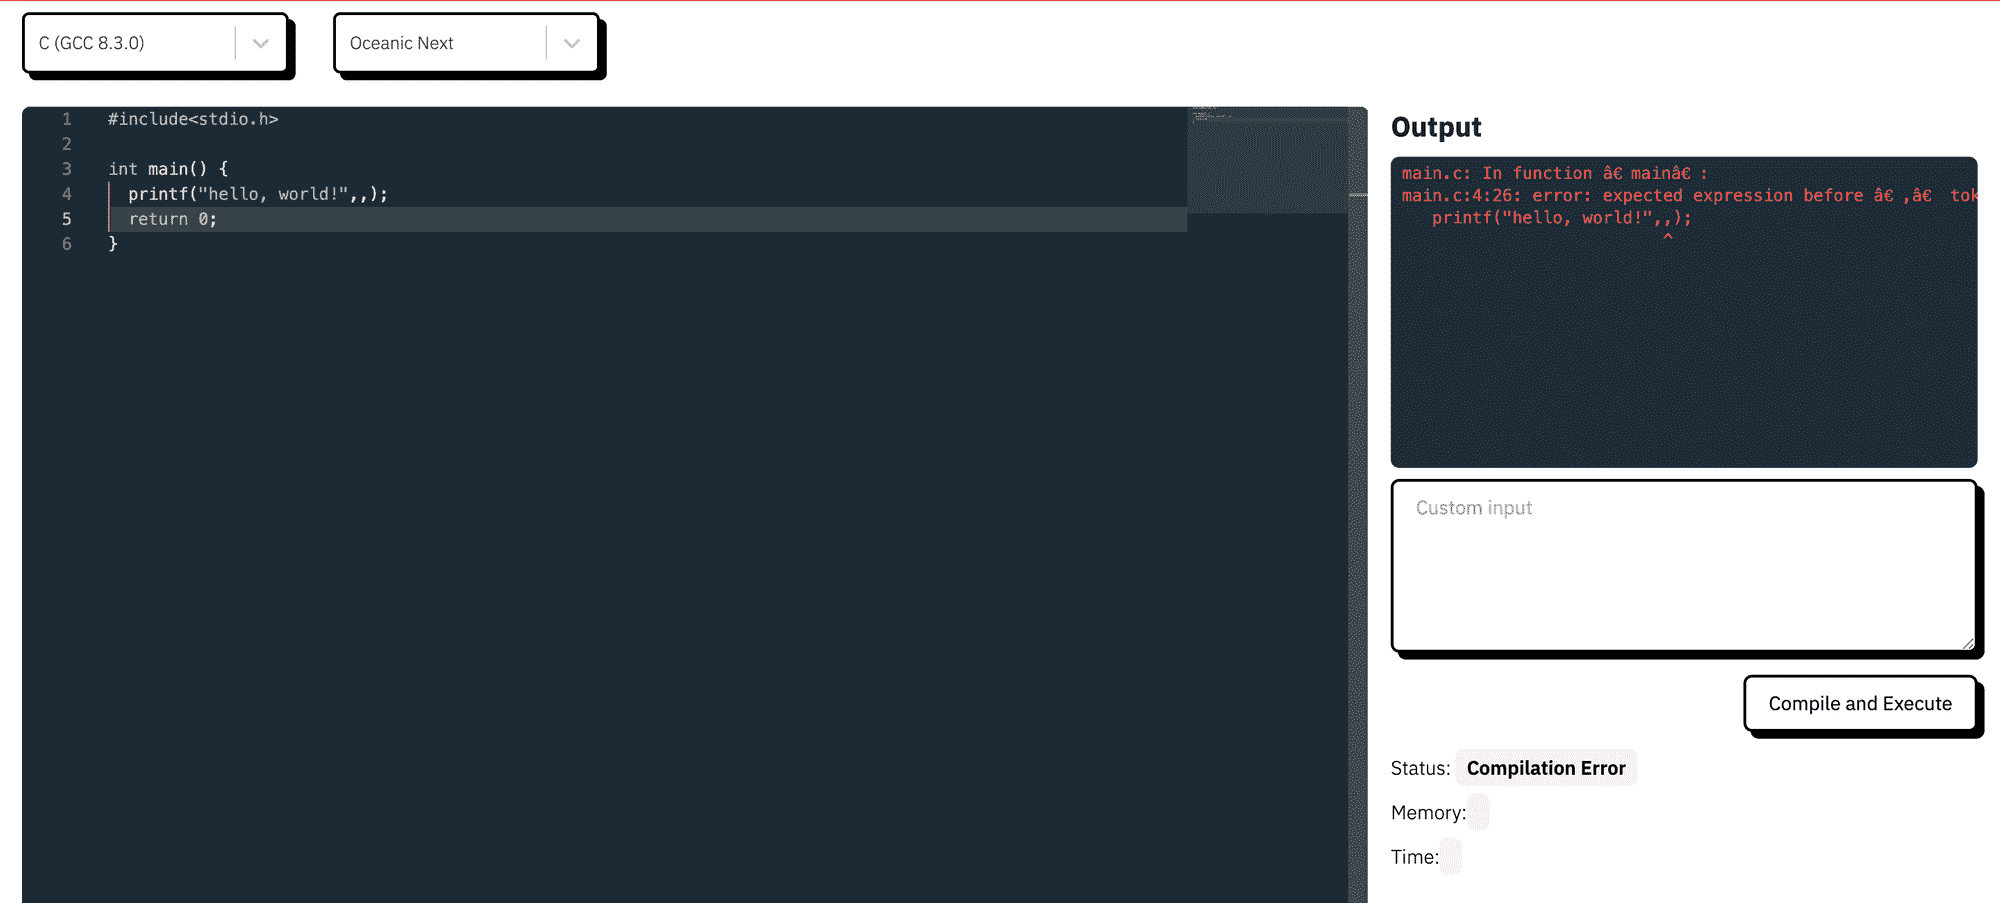 C (GCC 8.3.0)
Oceanic Next
1 #include<stdio.h>
2
3 int main() {
4 printf("hello, world!",,);
5 return 0;
6 }
Output
main.c: In function â€ mainâ€ :
main.c:4:26: error: expected expression before â€ ,â€ tok
printf("hello, world!",,);
^
Custom input
Compile and Execute
Status: Compilation Error
Memory:
Time: